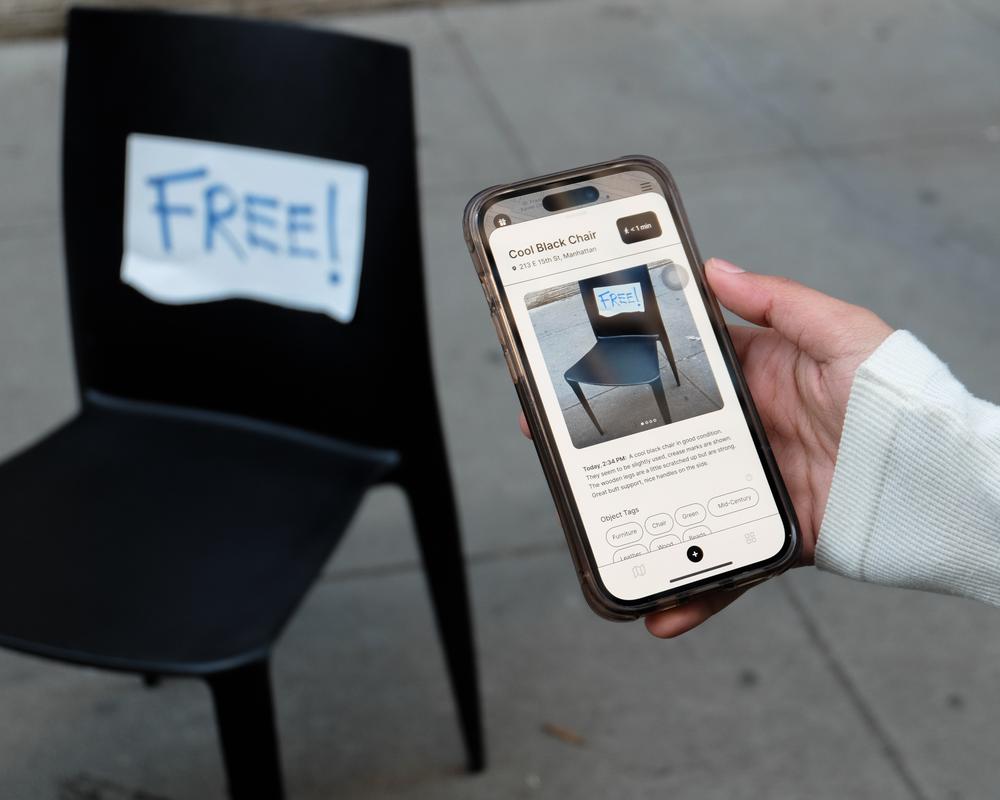 FREE!
Cool Black Chair
213 E 15th St, Manhattan
< 1 min
FREE!
Today, 2:34 PM: A cool black chair in good condition.
They seem to be slightly used, crease marks are shown.
The wooden legs are a little scratched up but are strong.
Great butt support, nice handles on the side.
Object Tags
Furniture
Chair
Green
Mid-Century
Leather
Wood
Beads